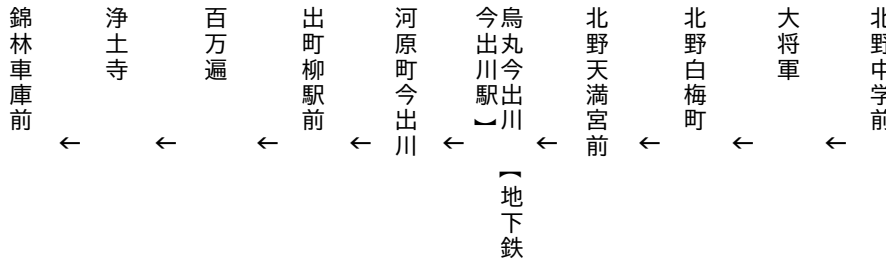 北野中学前
←
大将軍
←
北野白梅町
←
北野天満宮前
←
烏丸今出川【地下鉄
今出川駅】
←
河原町今出川
←
出町柳駅前
←
百万遍
←
浄土寺
←
錦林車庫前